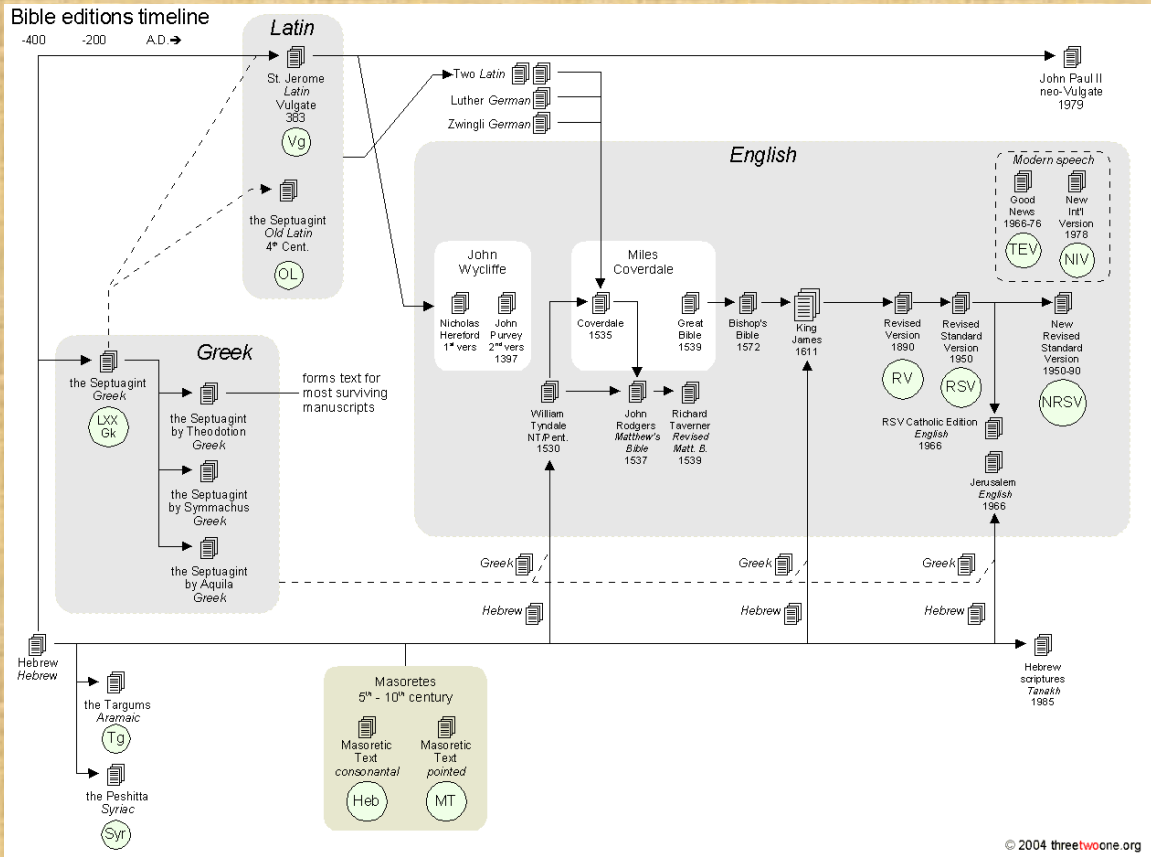 Bible editions timeline
-400 -200 A.D.
Latin
St. Jerome
Latin
Vulgate
383
Vg
the Septuagint
Old Latin
4th Cent.
OL
Two Latin
Luther German
Zwingli German
John Paul II
neo-Vulgate
1979
English
Modern speech
Good
News
1966-76
TEV
New
Int'l
Version
1978
NIV
John
Wycliffe
Nicholas
Hereford
1st vers
John
Purvey
2nd vers
1397
Miles
Coverdale
Coverdale
1535
Great
Bible
1539
Bishop's
Bible
1572
King
James
1611
Revised
Version
1890
RV
Revised
Standard
Version
1950
RSV
New
Revised
Standard
Version
1950-90
NRSV
William
Tyndale
NT/Pent.
1530
John
Rodgers
Matthew's
Bible
1537
Richard
Taverner
Revised
Matt. B.
1539
RSV Catholic Edition
English
1966
Jerusalem
English
1966
Greek
the Septuagint
Greek
LXX
Gk
the Septuagint
by Theodotion
Greek
forms text for
most surviving
manuscripts
the Septuagint
by Symmachus
Greek
the Septuagint
by Aquila
Greek
Greek
Greek
Greek
Hebrew
Hebrew
Hebrew
Hebrew
Hebrew
the Targums
Aramaic
Tg
the Peshitta
Syriac
Syr
Masoretes
5th - 10th century
Masoretic
Text
consonantal
Heb
Masoretic
Text
pointed
MT
Hebrew
scriptures
Tanakh
1985
© 2004 threetwoone.org